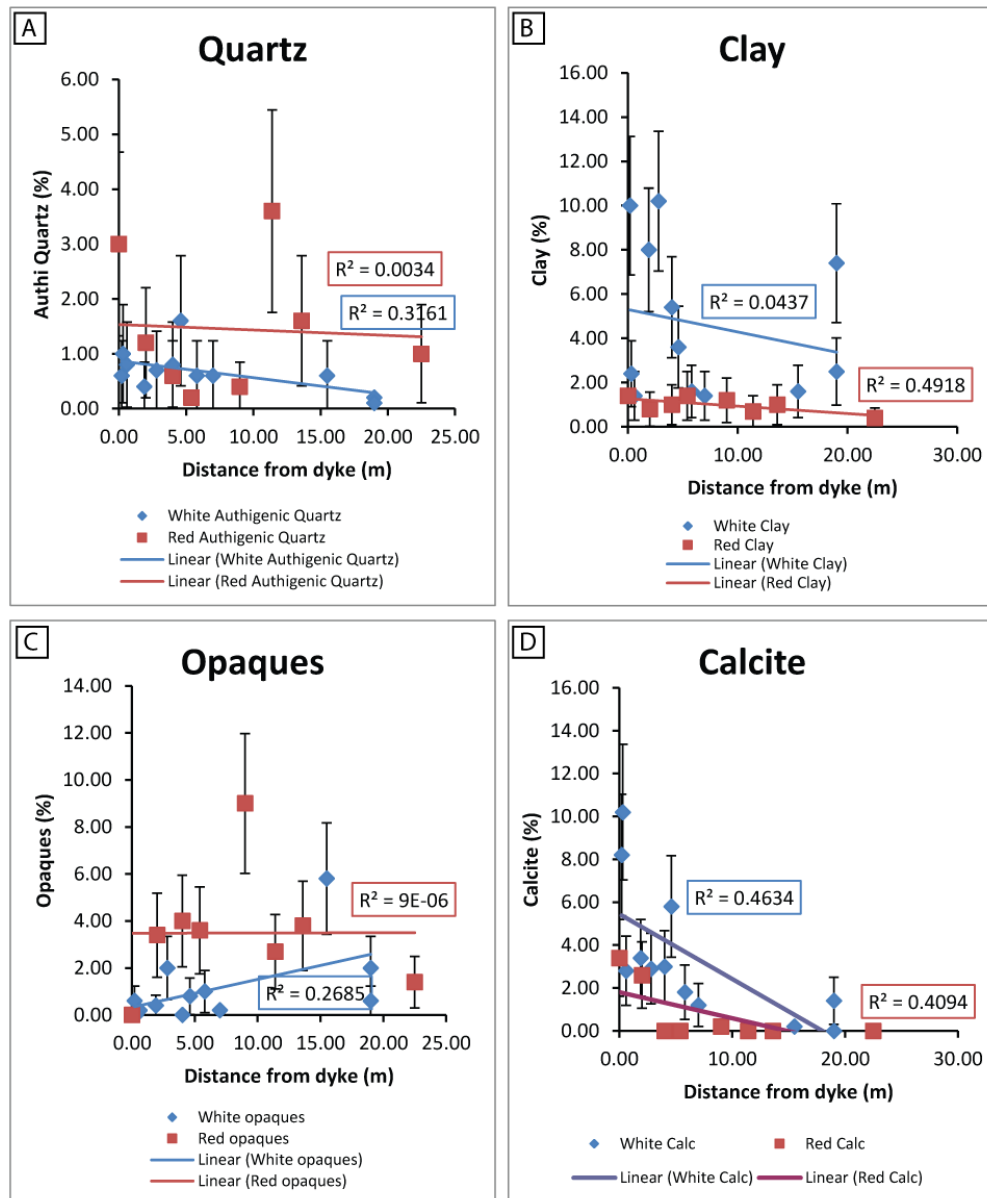 A
Quartz
6.00
5.00
4.00
3.00
2.00
1.00
0.00
Authi Quartz (%)
R² = 0.0034
R² = 0.3161
0.00 5.00 10.00 15.00 20.00 25.00
Distance from dyke (m)
White Authigenic Quartz
Red Authigenic Quartz
Linear (White Authigenic Quartz)
Linear (Red Authigenic Quartz)
B
Clay
16.00
14.00
12.00
10.00
8.00
6.00
4.00
2.00
0.00
Clay (%)
R² = 0.0437
R² = 0.4918
0.00 10.00 20.00 30.00
Distance from dyke (m)
White Clay
Red Clay
Linear (White Clay)
Linear (Red Clay)
C
Opaques
14.00
12.00
10.00
8.00
6.00
4.00
2.00
0.00
Opaques (%)
R² = 9E-06
R² = 0.2685
0.00 5.00 10.00 15.00 20.00 25.00
Distance from dyke (m)
White opaques
Red opaques
Linear (White opaques)
Linear (Red opaques)
D
Calcite
16.00
14.00
12.00
10.00
8.00
6.00
4.00
2.00
0.00
Calcite (%)
R² = 0.4634
R² = 0.4094
0.00 10.00 20.00 30.00
Distance from dyke (m)
White Calc Red Calc
Linear (White Calc) Linear (Red Calc)